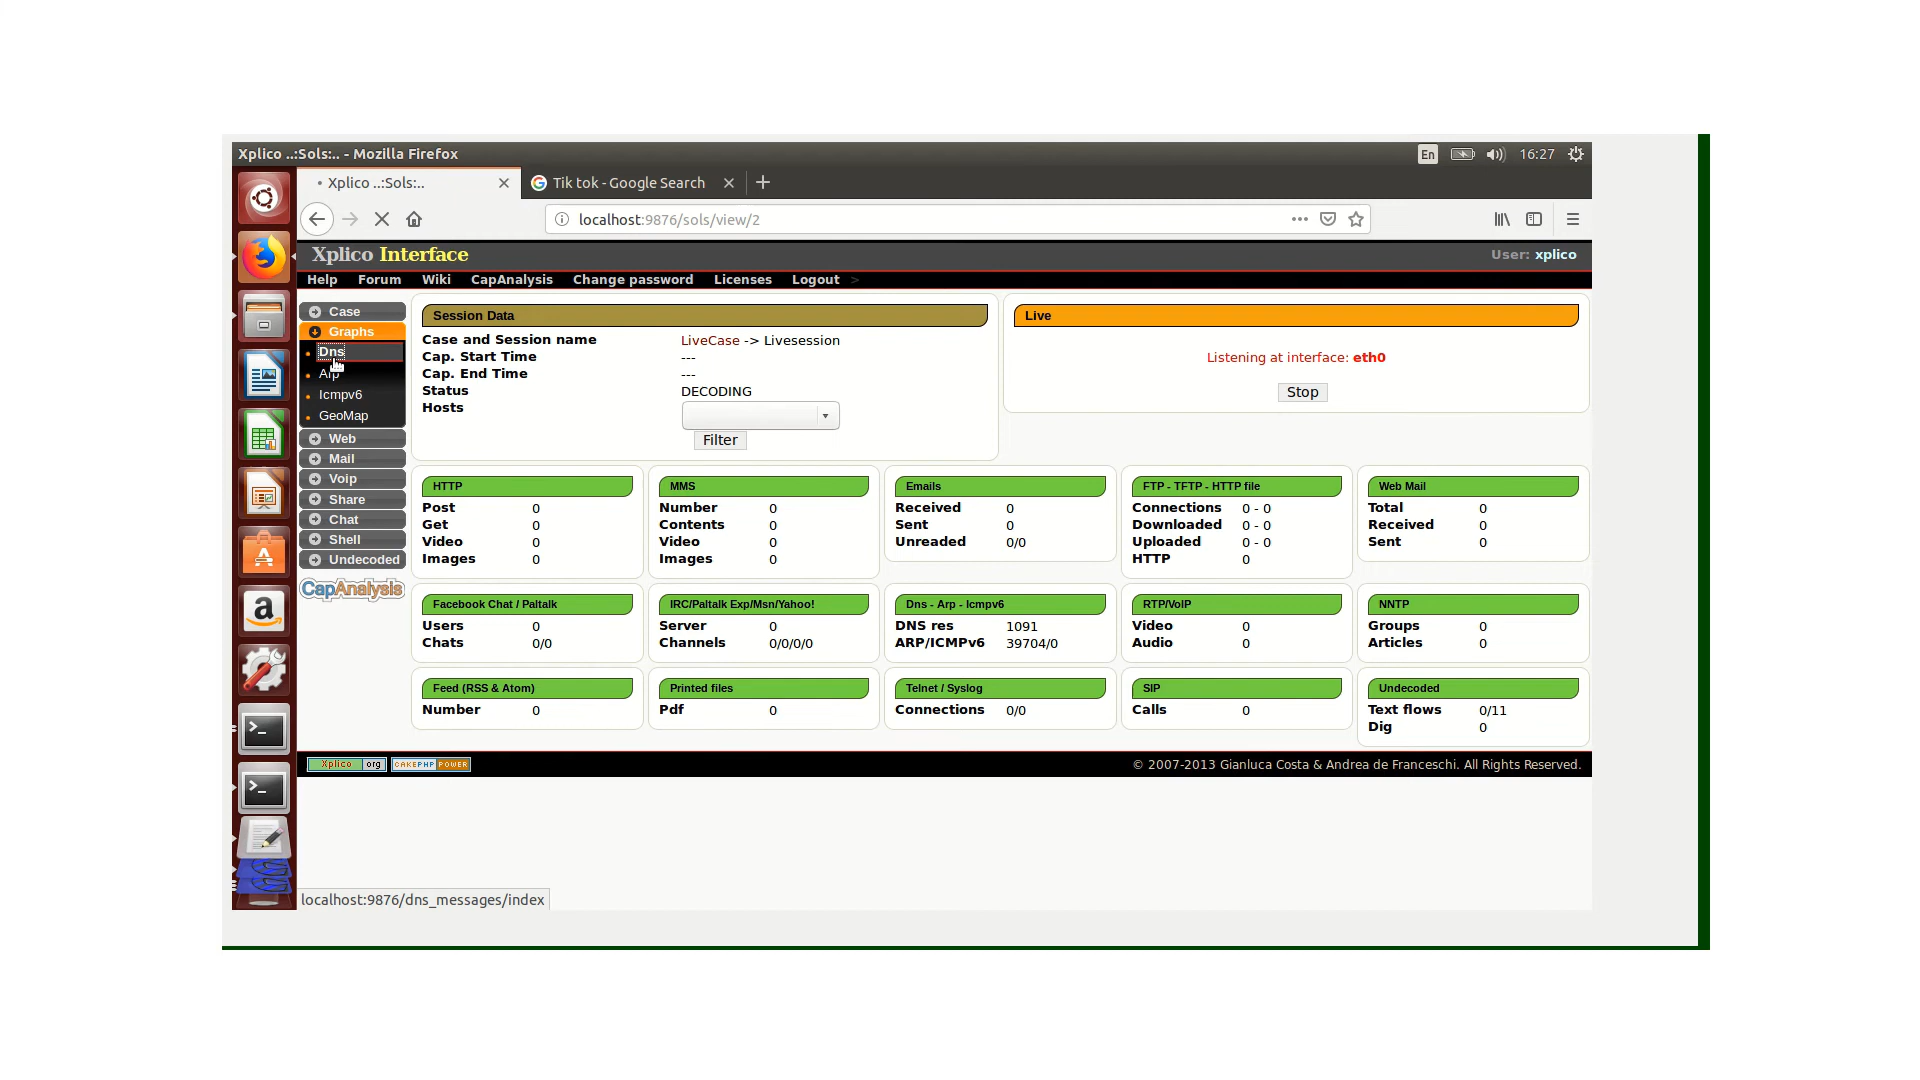 Xplico ..:Sols:.. - Mozilla Firefox
En
16:27
Xplico ..:Sols:..
Tik tok - Google Search
localhost:9876/sols/view/2
Xplico Interface
User: xplico
Help Forum Wiki CapAnalysis Change password Licenses Logout >
Case
Graphs
Dns
Arp
Icmpv6
GeoMap
Web
Mail
Voip
Share
Chat
Shell
Undecoded
CapAnalysis
Session Data
Case and Session name LiveCase -> Livesession
Cap. Start Time ---
Cap. End Time ---
Status DECODING
Hosts
Filter
Live
Listening at interface: eth0
Stop
HTTP
Post 0
Get 0
Video 0
Images 0
MMS
Number 0
Contents 0
Video 0
Images 0
Emails
Received 0
Sent 0
Unreaded 0/0
FTP - TFTP - HTTP file
Connections 0 - 0
Downloaded 0 - 0
Uploaded 0 - 0
HTTP 0
Web Mail
Total 0
Received 0
Sent 0
Facebook Chat / Paltalk
Users 0
Chats 0/0
IRC/Paltalk Exp/Msn/Yahoo!
Server 0
Channels 0/0/0/0
Dns - Arp - Icmpv6
DNS res 1091
ARP/ICMPv6 39704/0
RTP/VoIP
Video 0
Audio 0
NNTP
Groups 0
Articles 0
Feed (RSS & Atom)
Number 0
Printed files
Pdf 0
Telnet / Syslog
Connections 0/0
SIP
Calls 0
Undecoded
Text flows 0/11
Dig 0
Xplico org CAKEPHP POWER
© 2007-2013 Gianluca Costa & Andrea de Franceschi. All Rights Reserved.
localhost:9876/dns_messages/index